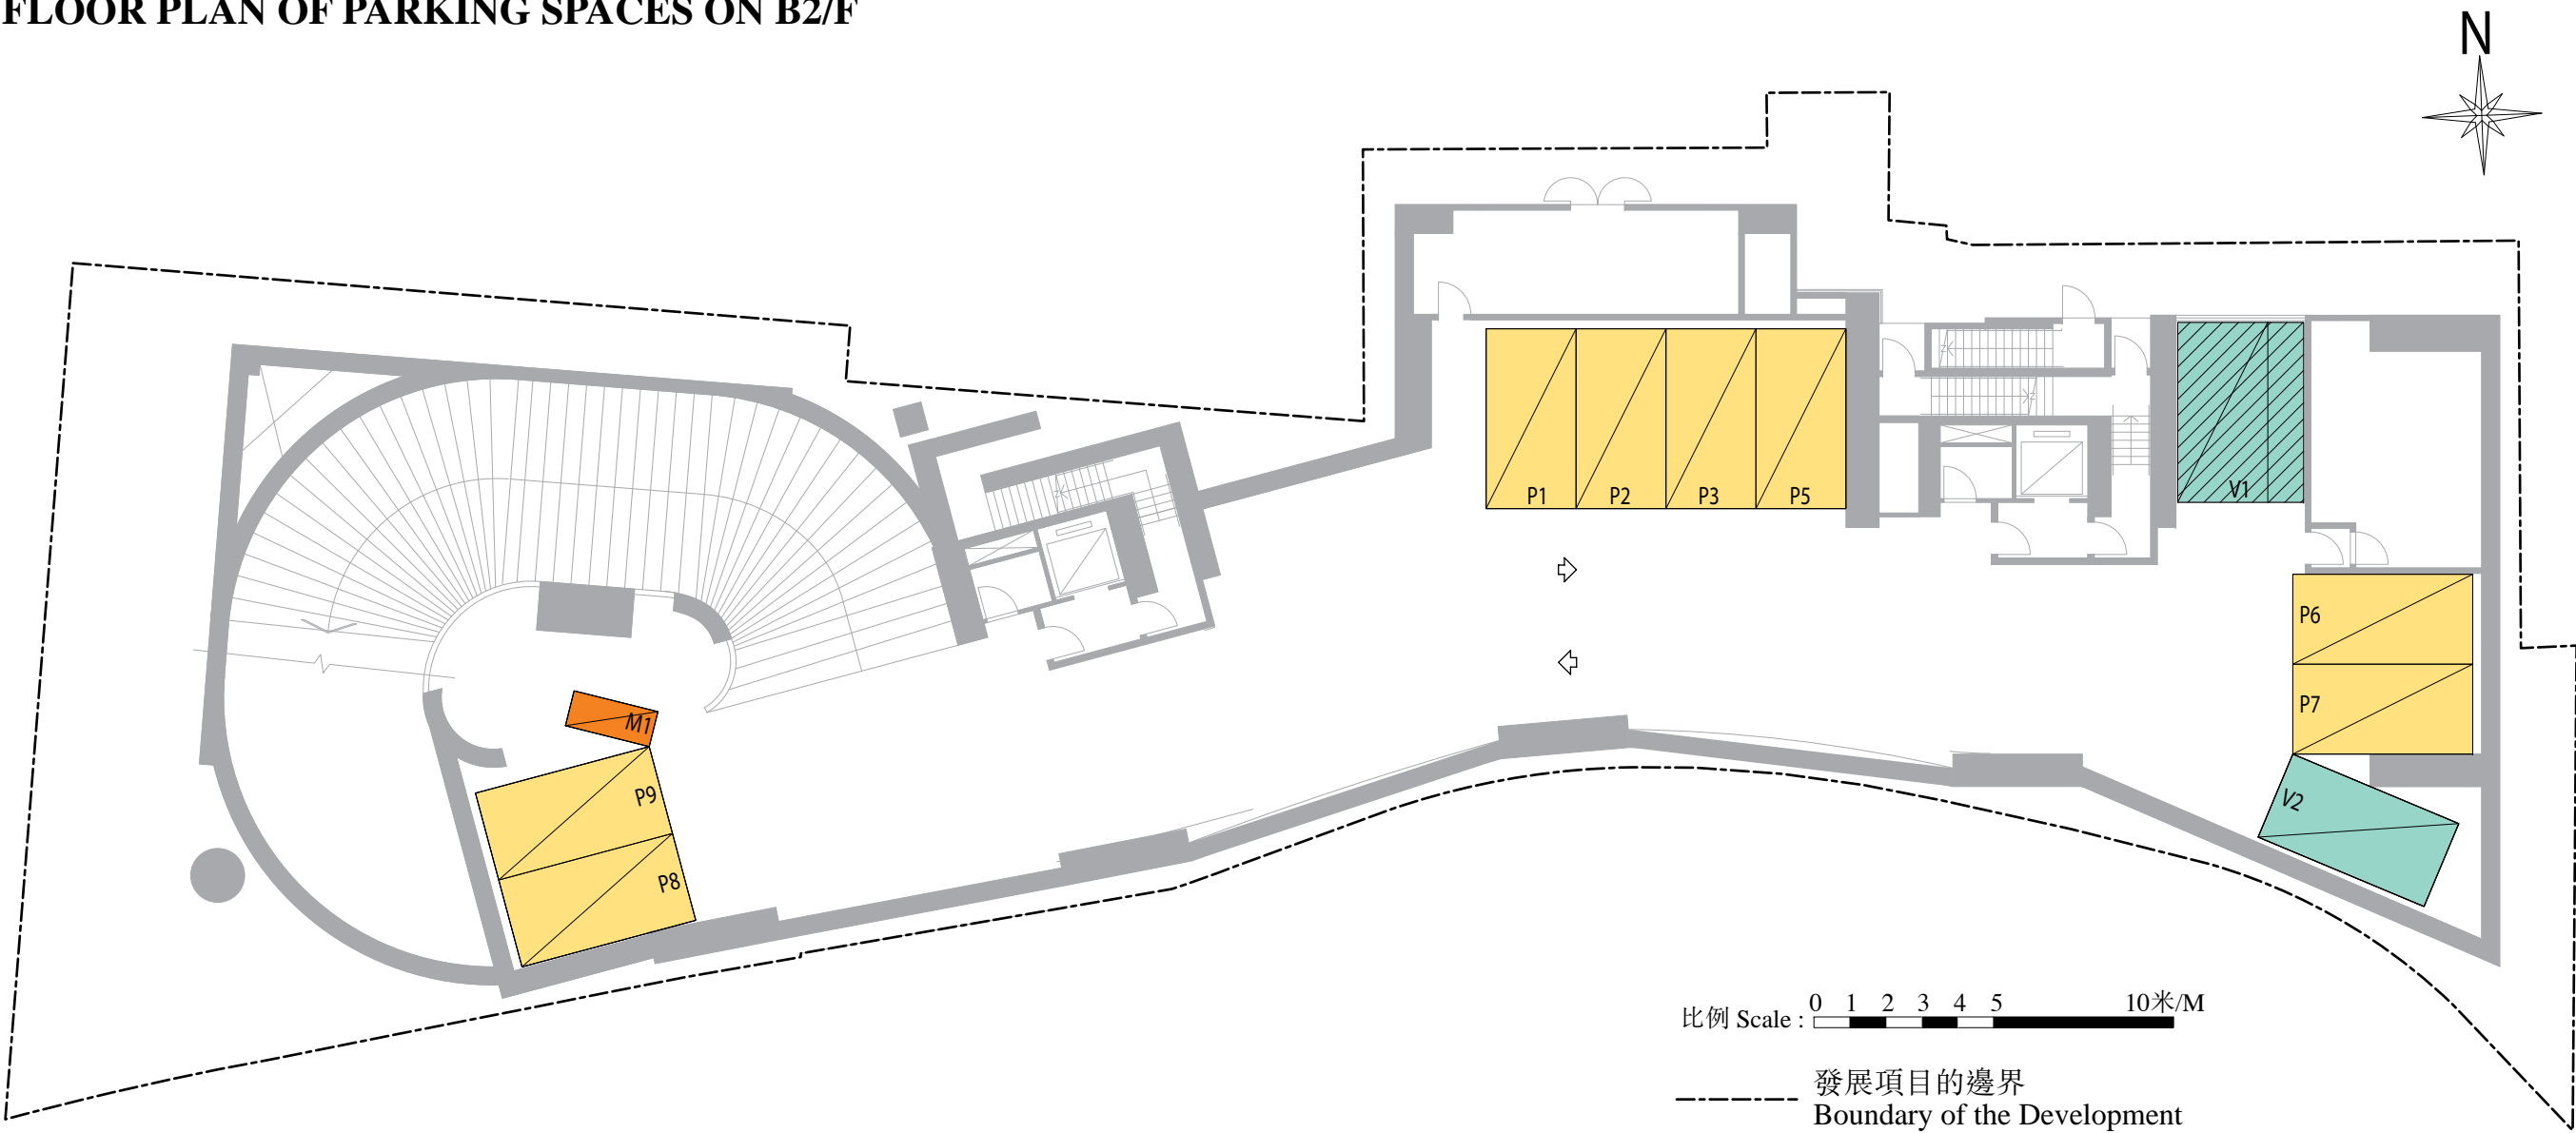 FLOOR PLAN OF PARKING SPACES ON B2/F
N
P1 P2 P3 P5
V1
P6
P7
M1
P9
V2
P8
比例 Scale : 0 1 2 3 4 5 10米/M
發展項目的邊界
Boundary of the Development